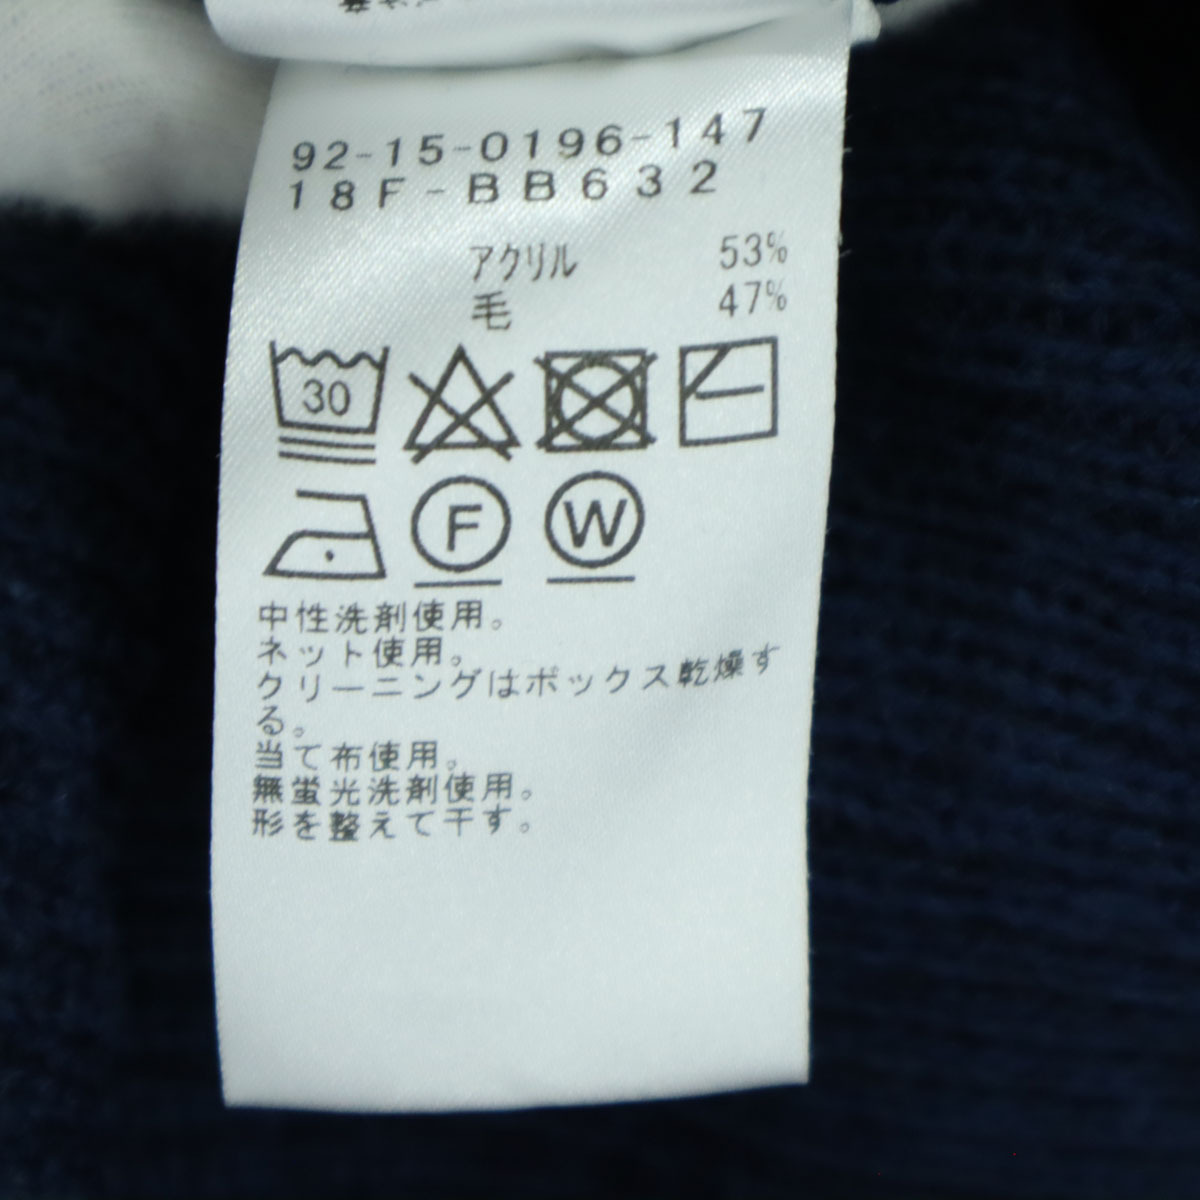 92-15-0196-147
18F-BB632
アクリル 53%
毛 47%
30
F W
中性洗剤使用。
ネット使用。
クリーニングはボックス乾燥す
る。
当て布使用。
無蛍光洗剤使用。
形を整えて干す。